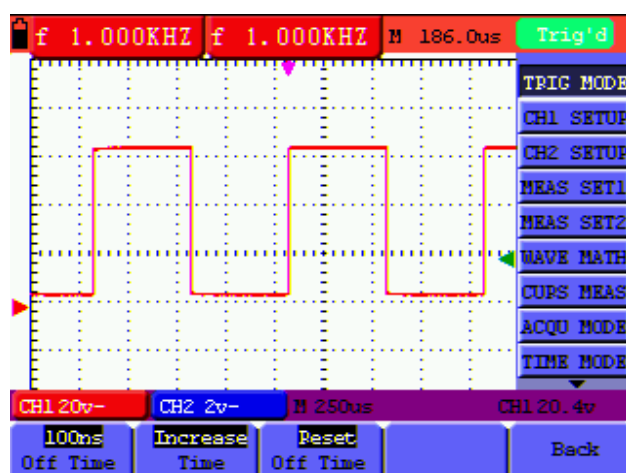 f 1.000KHZ f 1.000KHZ M 186.0us Trig'd
TRIG MODE
CH1 SETUP
CH2 SETUP
MEAS SET1
MEAS SET2
WAVE MATH
CURS MEAS
ACQU MODE
TIME MODE
CH1 20v- CH2 2v- M 250us CH1 20.4v
100ns Increase Reset
Off Time Time Off Time Back